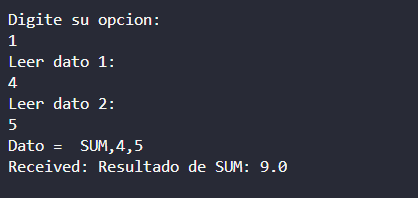 Digite su opcion:
1
Leer dato 1:
4
Leer dato 2:
5
Dato =  SUM,4,5
Received: Resultado de SUM: 9.0